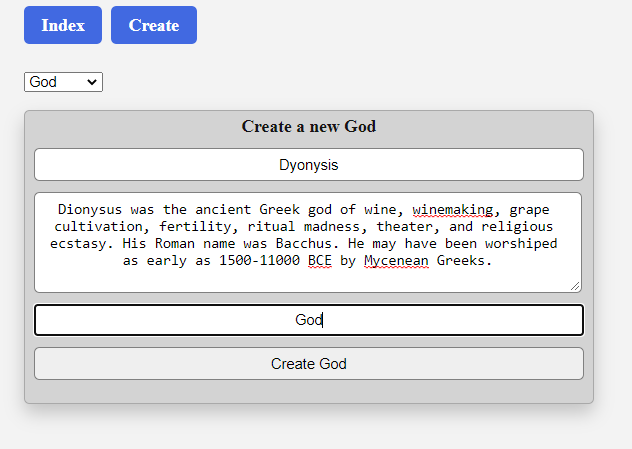 Index Create
God
Create a new God
Dyonysis
Dionysus was the ancient Greek god of wine, winemaking, grape
cultivation, fertility, ritual madness, theater, and religious
ecstasy. His Roman name was Bacchus. He may have been worshiped
as early as 1500-11000 BCE by Mycenean Greeks.
God
Create God